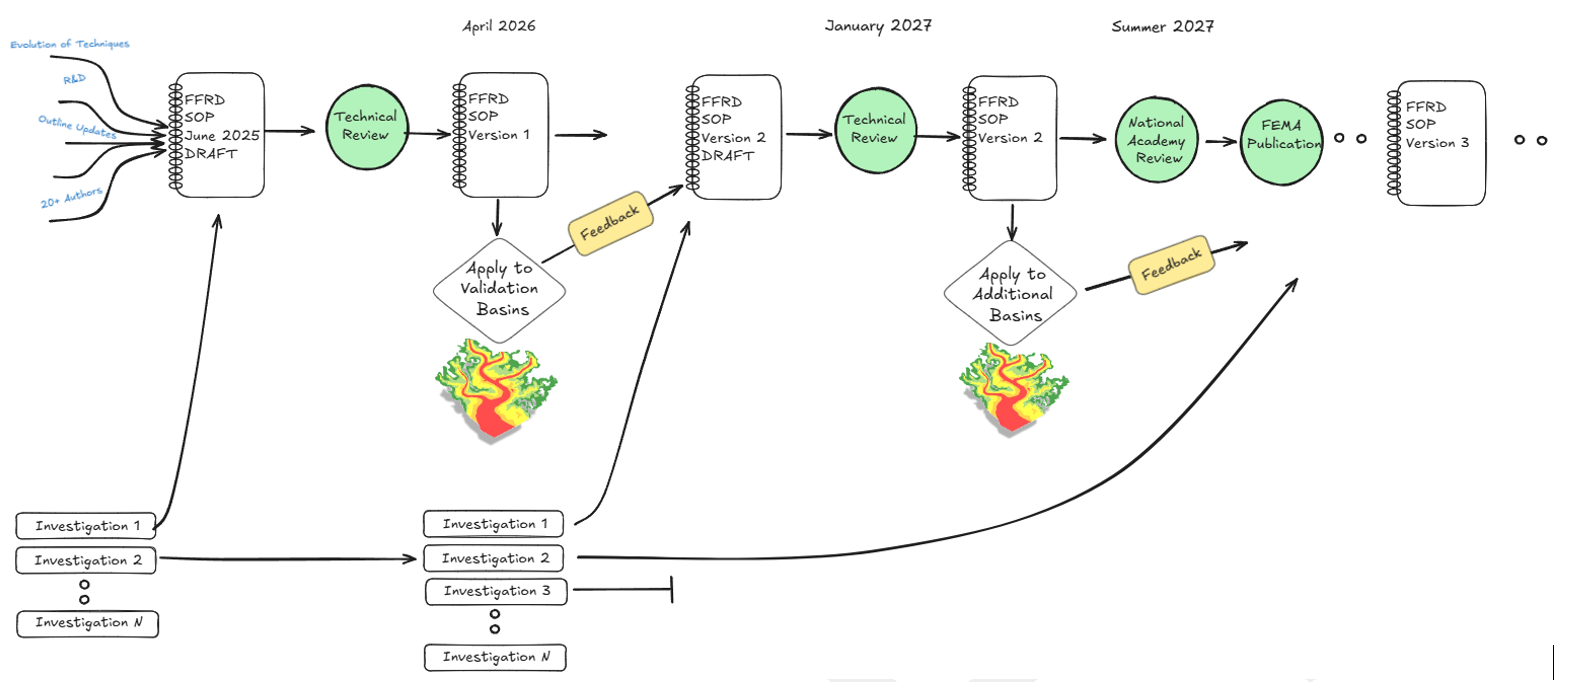 April 2026
January 2027
Summer 2027
Evolution of Techniques
R&D
Outline Updates
20+ Authors
FFRD
SOP
June 2025
DRAFT
Technical
Review
FFRD
SOP
Version 1
FFRD
SOP
Version 2
DRAFT
Technical
Review
FFRD
SOP
Version 2
National
Academy
Review
FEMA
Publication
FFRD
SOP
Version 3
Apply to
Validation
Basins
Feedback
Apply to
Additional
Basins
Feedback
Investigation 1
Investigation 2
Investigation N
Investigation 1
Investigation 2
Investigation 3
Investigation N